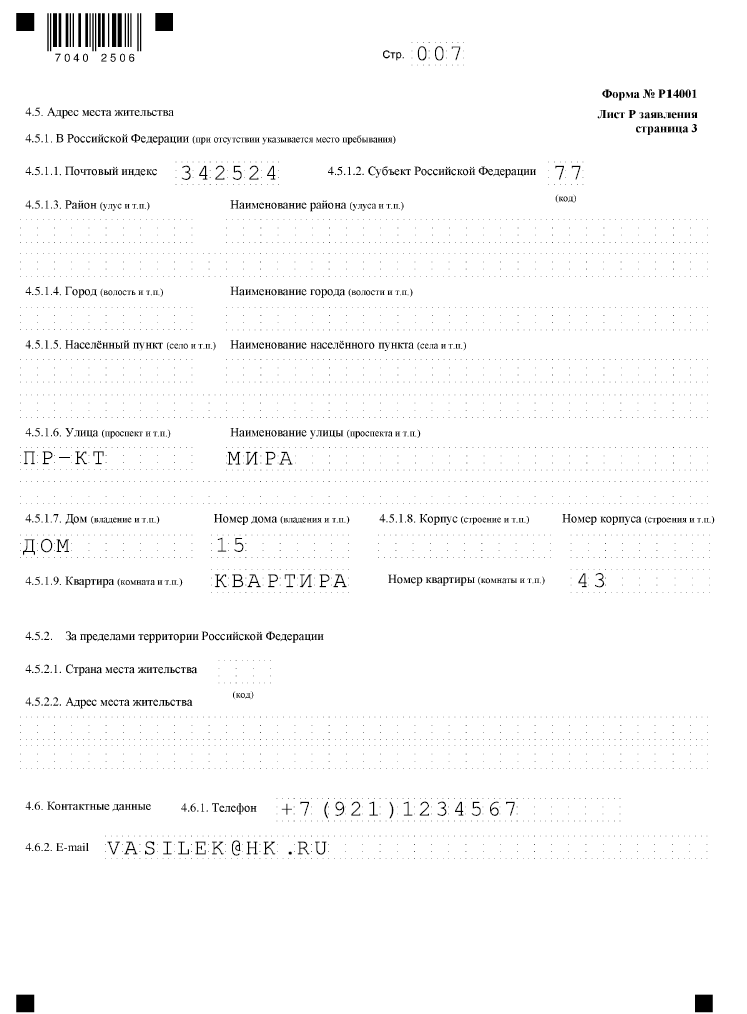 7040 2506
Стр. 007
Форма № Р14001
Лист Р заявления
страница 3
4.5. Адрес места жительства
4.5.1. В Российской Федерации (при отсутствии указывается место пребывания)
4.5.1.1. Почтовый индекс 342524 4.5.1.2. Субъект Российской Федерации 77
(код)
4.5.1.3. Район (улус и т.п.) Наименование района (улуса и т.п.)
4.5.1.4. Город (волость и т.п.) Наименование города (волости и т.п.)
4.5.1.5. Населённый пункт (село и т.п.) Наименование населённого пункта (села и т.п.)
4.5.1.6. Улица (проспект и т.п.) Наименование улицы (проспекта и т.п.)
ПР-КТ МИРА
4.5.1.7. Дом (владение и т.п.) Номер дома (владения и т.п.) 4.5.1.8. Корпус (строение и т.п.) Номер корпуса (строения и т.п.)
ДОМ 15
4.5.1.9. Квартира (комната и т.п.) КВАРТИРА Номер квартиры (комнаты и т.п.) 43
4.5.2. За пределами территории Российской Федерации
4.5.2.1. Страна места жительства
(код)
4.5.2.2. Адрес места жительства
4.6. Контактные данные 4.6.1. Телефон +7(921)1234567
4.6.2. E-mail VASILEK@HK.RU